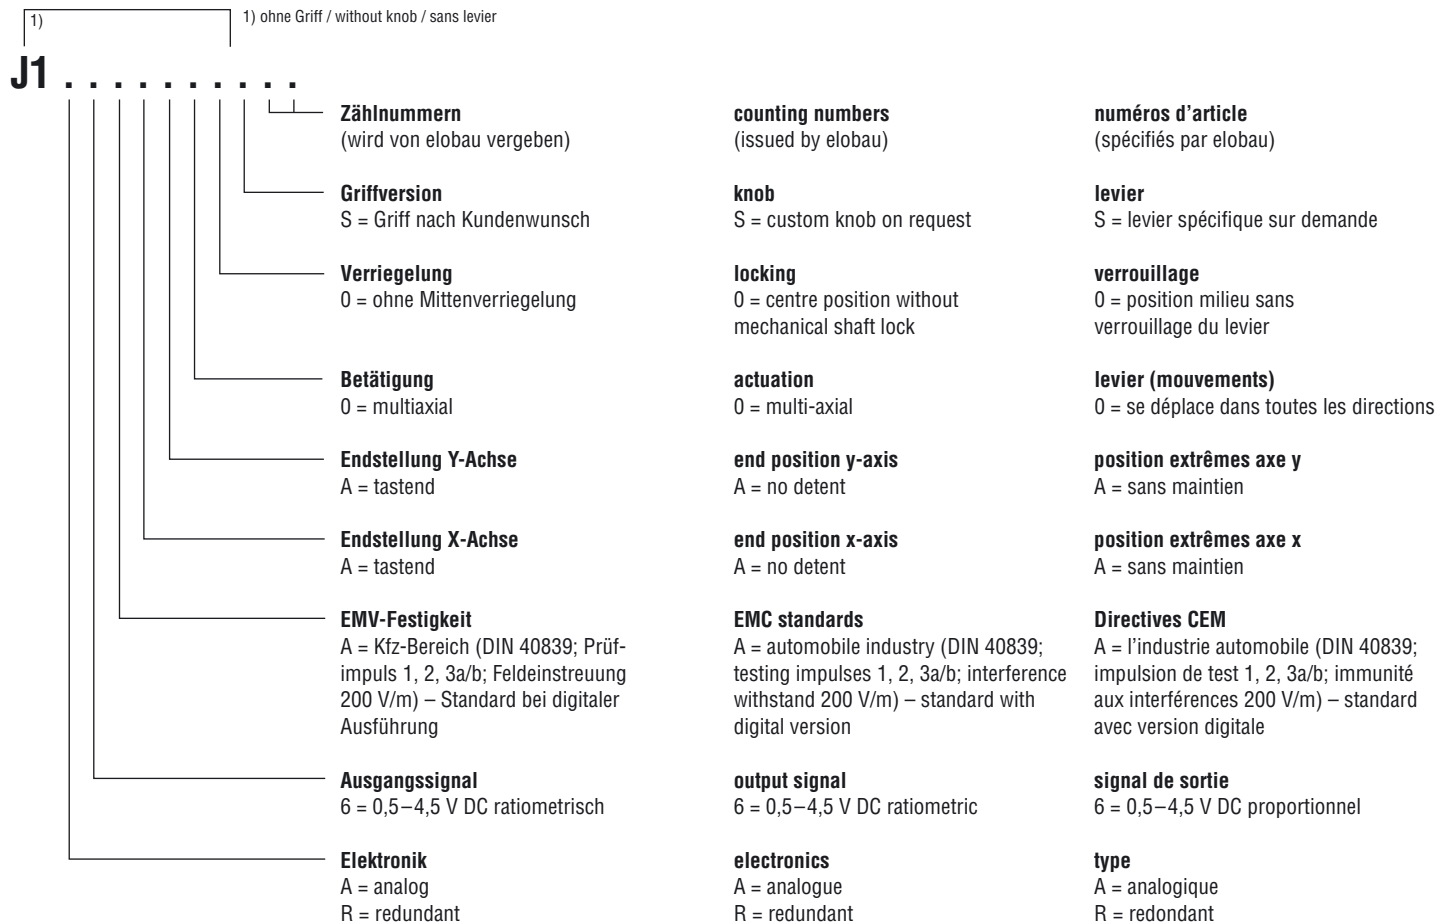 1)
1) ohne Griff / without knob / sans levier
J1 . . . . . . . . . .
Zählnummern
(wird von elobau vergeben)
counting numbers
(issued by elobau)
numéros d’article
(spécifiés par elobau)
Griffversion
S = Griff nach Kundenwunsch
knob
S = custom knob on request
levier
S = levier spécifique sur demande
Verriegelung
0 = ohne Mittenverriegelung
locking
0 = centre position without
mechanical shaft lock
verrouillage
0 = position milieu sans
verrouillage du levier
Betätigung
0 = multiaxial
actuation
0 = multi-axial
levier (mouvements)
0 = se déplace dans toutes les directions
Endstellung Y-Achse
A = tastend
end position y-axis
A = no detent
position extrêmes axe y
A = sans maintien
Endstellung X-Achse
A = tastend
end position x-axis
A = no detent
position extrêmes axe x
A = sans maintien
EMV-Festigkeit
A = Kfz-Bereich (DIN 40839; Prüf-
impuls 1, 2, 3a/b; Feldeinstreuung
200 V/m) – Standard bei digitaler
Ausführung
EMC standards
A = automobile industry (DIN 40839;
testing impulses 1, 2, 3a/b; interference
withstand 200 V/m) – standard with
digital version
Directives CEM
A = l’industrie automobile (DIN 40839;
impulsion de test 1, 2, 3a/b; immunité
aux interférences 200 V/m) – standard
avec version digitale
Ausgangssignal
6 = 0,5–4,5 V DC ratiometrisch
output signal
6 = 0,5–4,5 V DC ratiometric
signal de sortie
6 = 0,5–4,5 V DC proportionnel
Elektronik
A = analog
R = redundant
electronics
A = analogue
R = redundant
type
A = analogique
R = redondant